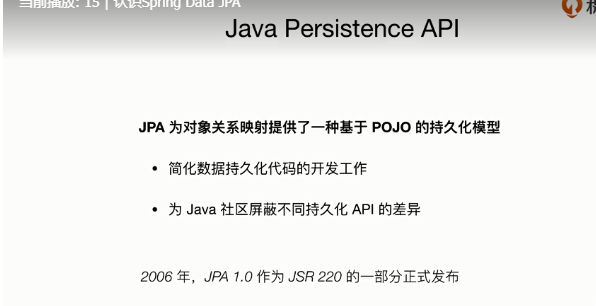 当前播放: 15 | 认识Spring Data JPA
Java Persistence API
JPA 为对象关系映射提供了一种基于 POJO 的持久化模型
• 简化数据持久化代码的开发工作
• 为 Java 社区屏蔽不同持久化 API 的差异
2006 年，JPA 1.0 作为 JSR 220 的一部分正式发布